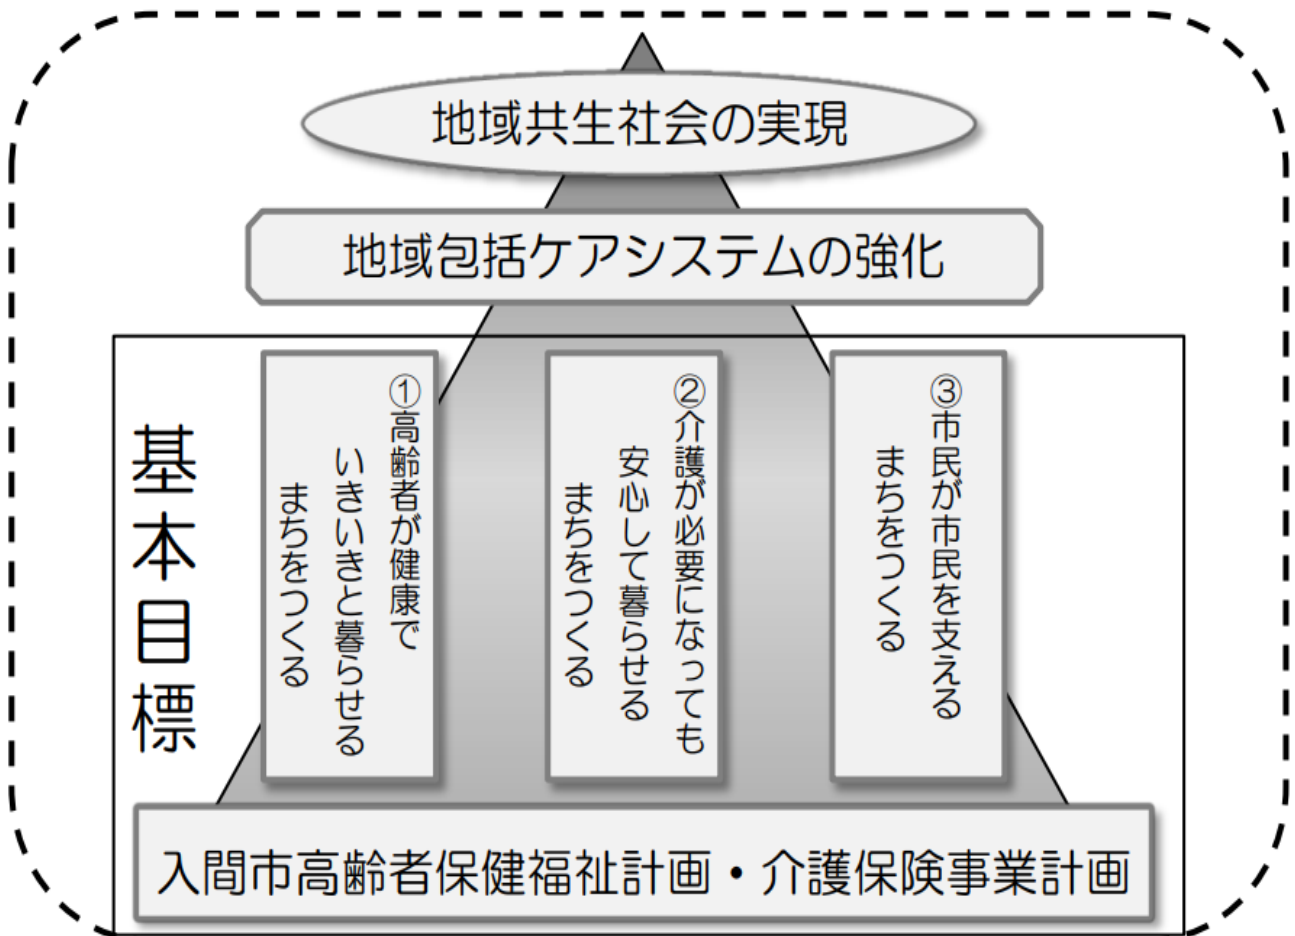 地域共生社会の実現
地域包括ケアシステムの強化
基本目標
①高齢者が健康で
いきいきと暮らせる
まちをつくる
②介護が必要になっても
安心して暮らせる
まちをつくる
③市民が市民を支える
まちをつくる
入間市高齢者保健福祉計画・介護保険事業計画